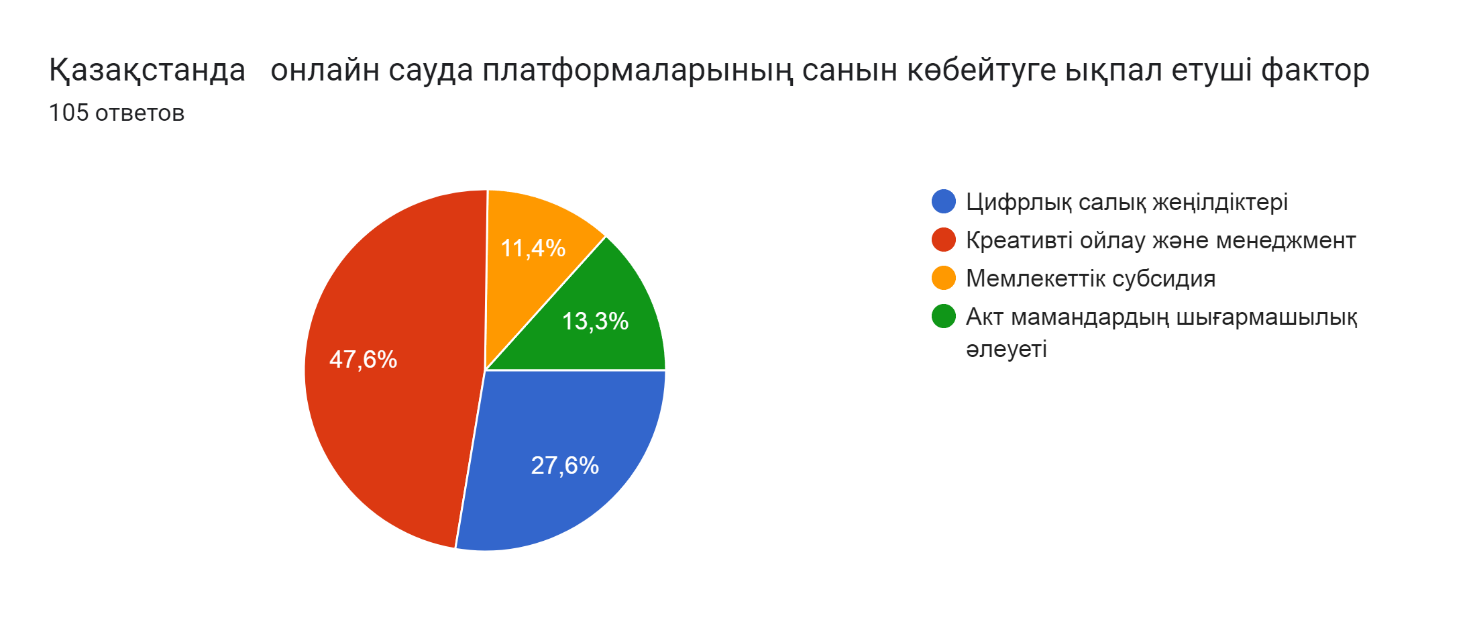 Қазақстанда   онлайн сауда платформаларының санын көбейтуге ықпал етуші фактор
105 ответов
11,4%
13,3%
47,6%
27,6%
Цифрлық салық жеңілдіктері
Креативті ойлау және менеджмент
Мемлекеттік субсидия
Акт мамандардың шығармашылық
әлеуеті